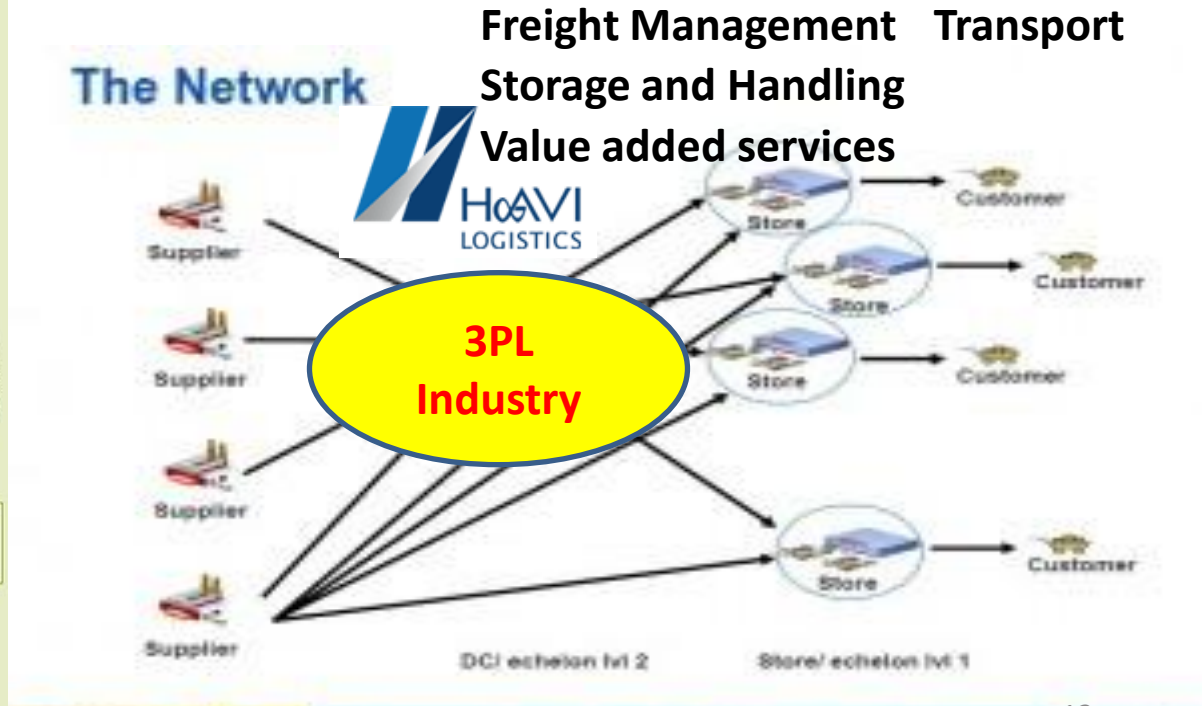 Freight Management Transport
The Network
Storage and Handling
Value added services
HAVI
LOGISTICS
Supplier
Supplier
Supplier
Supplier
3PL
Industry
Store
Store
Store
Store
Customer
Customer
Customer
Customer
DC/ echelon lvl 2
Store/ echelon lvl 1